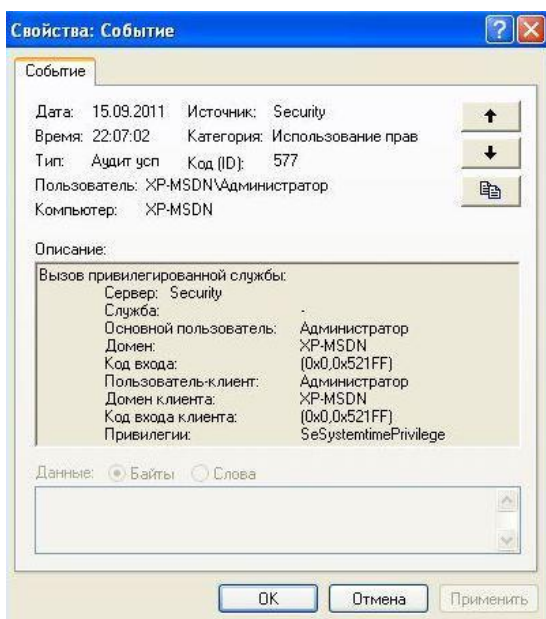 Свойства: Событие
Событие
Дата: 15.09.2011 Источник: Security
Время: 22:07:02 Категория: Использование прав
Тип: Аудит усп Код (ID): 577
Пользователь: XP-MSDN\Администратор
Компьютер: XP-MSDN
Описание:
Вызов привилегированной службы:
Сервер: Security
Служба: -
Основной пользователь: Администратор
Домен: XP-MSDN
Код входа: (0x0,0x521FF)
Пользователь-клиент: Администратор
Домен клиента: XP-MSDN
Код входа клиента: (0x0,0x521FF)
Привилегии: SeSystemtimePrivilege
Данные: Байты Слова
OK Отмена Применить